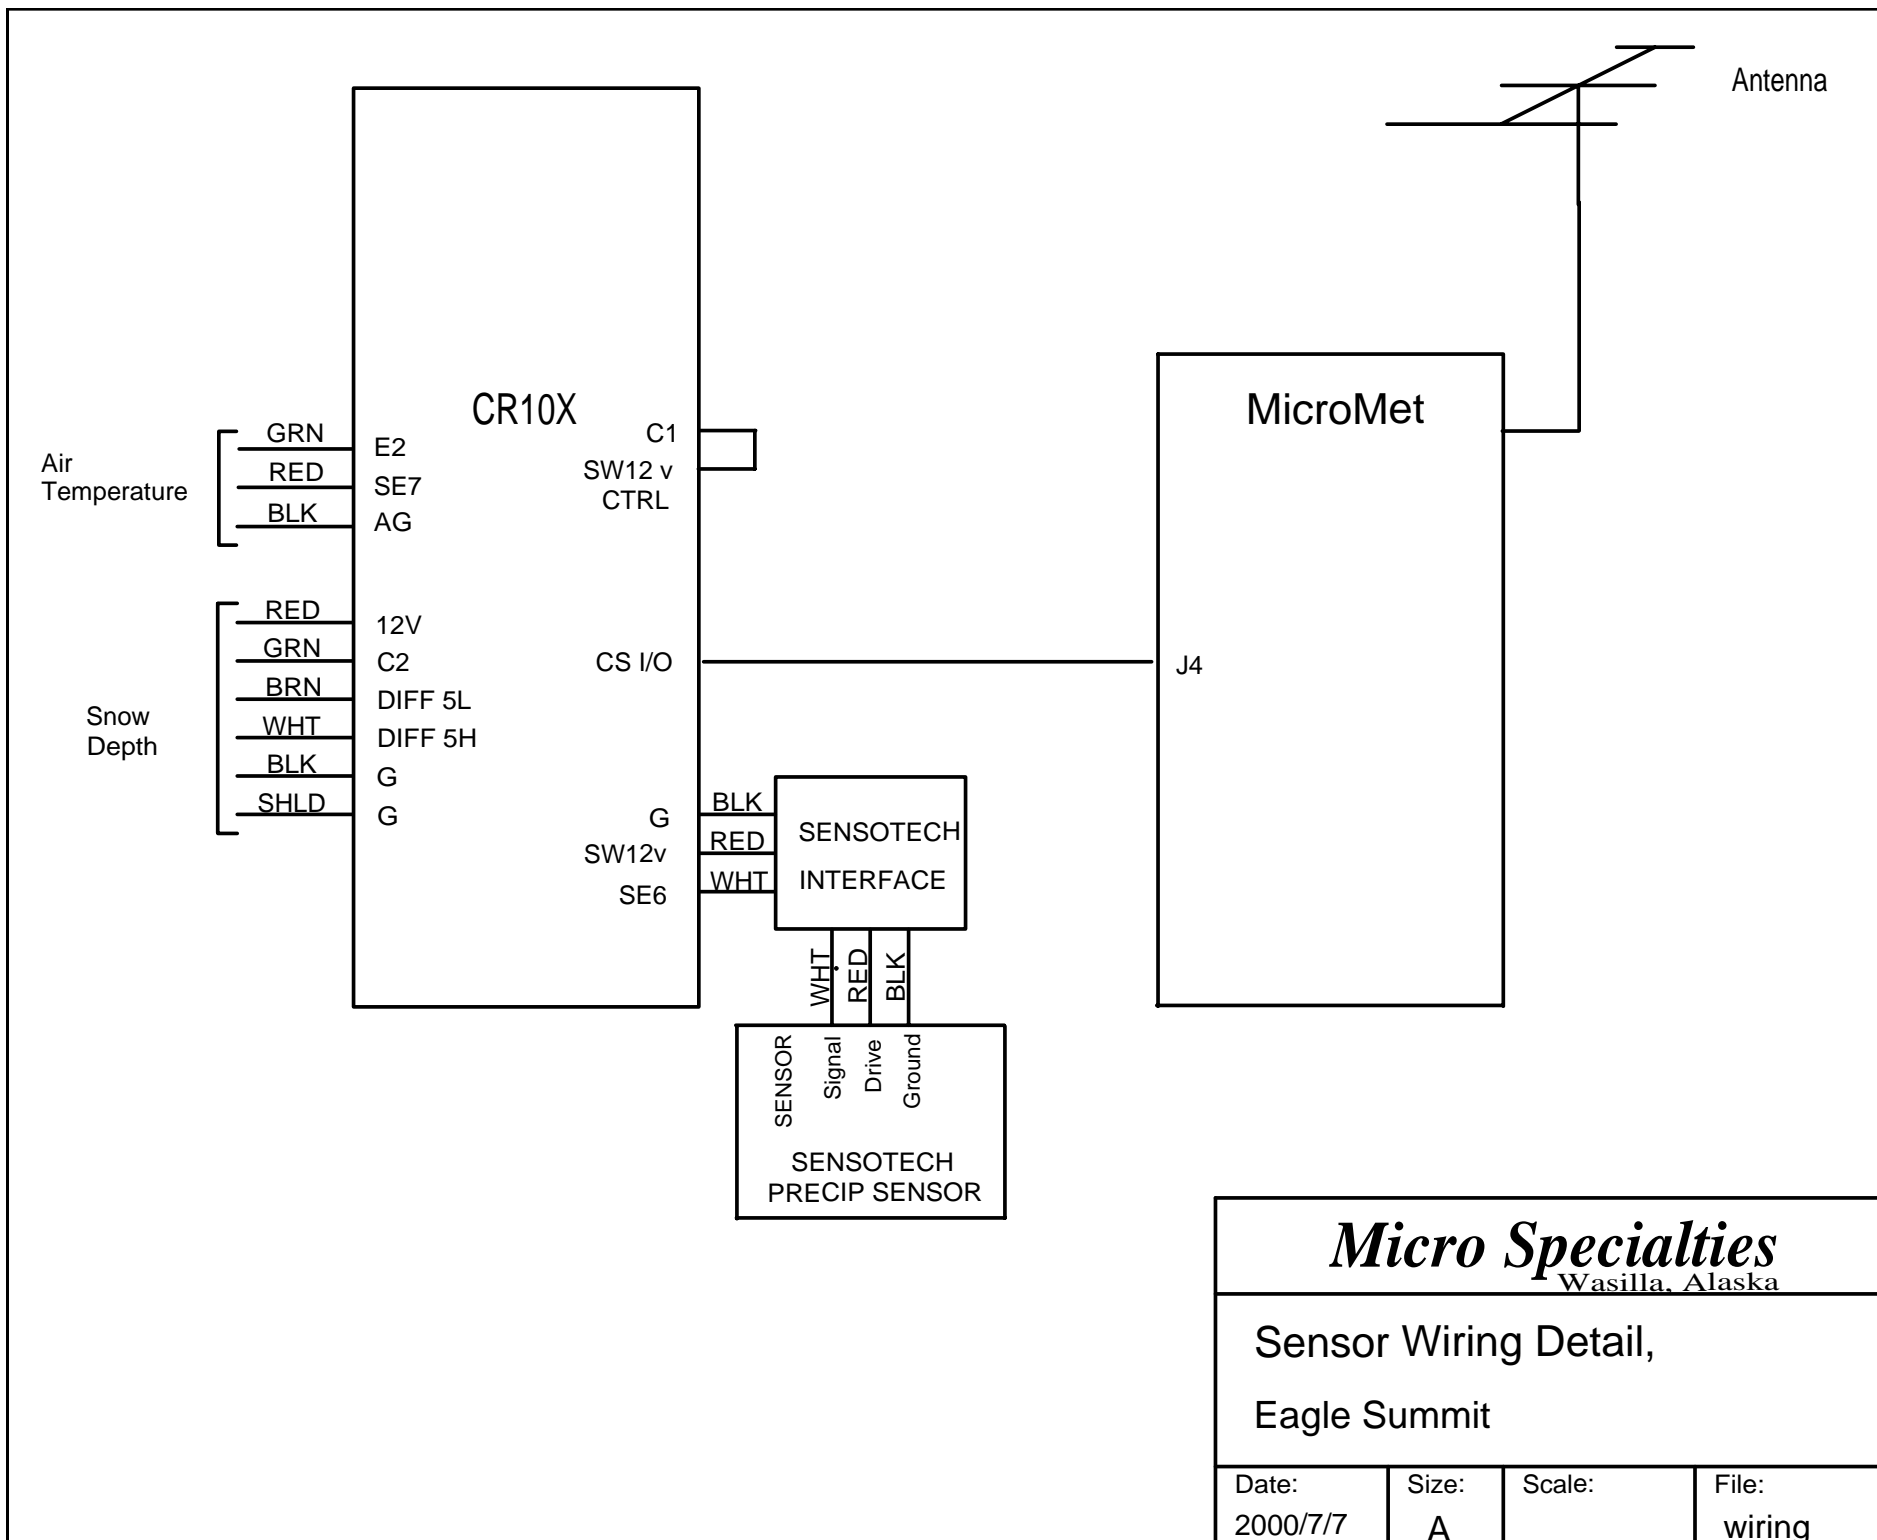 Antenna
CR10X
MicroMet
Air
Temperature
GRN
RED
BLK
E2
SE7
AG
C1
SW12 v
CTRL
Snow
Depth
RED
GRN
BRN
WHT
BLK
SHLD
12V
C2
DIFF 5L
DIFF 5H
G
G
CS I/O
J4
G
SW12v
SE6
BLK
RED
WHT
SENSOTECH
INTERFACE
WHT
RED
BLK
SENSOR
Signal
Drive
Ground
SENSOTECH
PRECIP SENSOR
Micro Specialties
Wasilla, Alaska
Sensor Wiring Detail,
Eagle Summit
Date:
2000/7/7
Size:
A
Scale:
File:
wiring